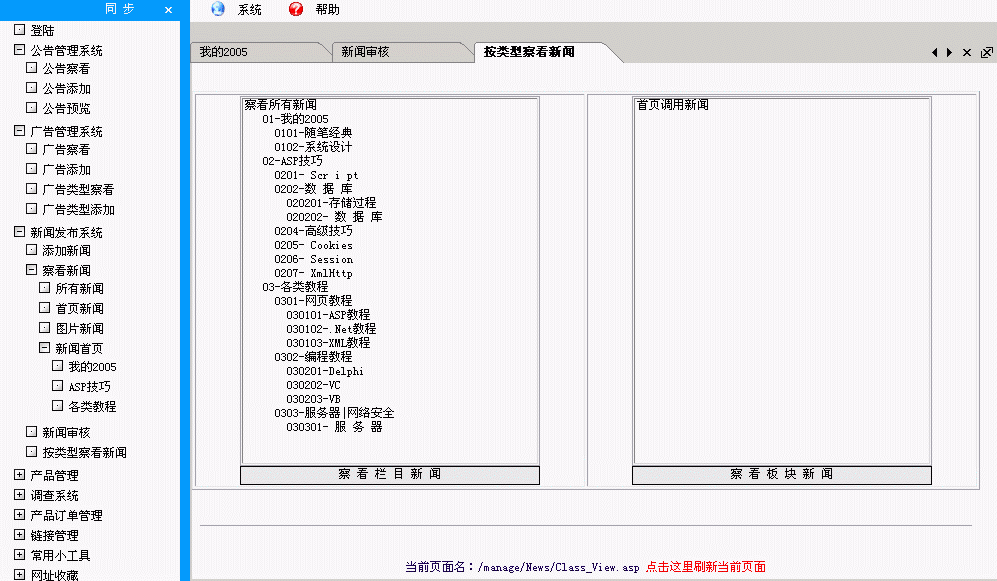 同 步 ×
系统 帮助
登陆
公告管理系统
公告察看
公告添加
公告预览
广告管理系统
广告察看
广告添加
广告类型察看
广告类型添加
新闻发布系统
添加新闻
察看新闻
所有新闻
首页新闻
图片新闻
新闻首页
我的2005
ASP技巧
各类教程
新闻审核
按类型察看新闻
产品管理
调查系统
产品订单管理
链接管理
常用小工具
网址收藏
我的2005 新闻审核 按类型察看新闻
察看所有新闻
01-我的2005
0101-随笔经典
0102-系统设计
02-ASP技巧
0201- Scr i pt
0202-数 据 库
020201-存储过程
020202- 数 据 库
0204-高级技巧
0205- Cookies
0206- Session
0207- XmlHttp
03-各类教程
0301-网页教程
030101-ASP教程
030102-.Net教程
030103-XML教程
0302-编程教程
030201-Delphi
030202-VC
030203-VB
0303-服务器|网络安全
030301- 服 务 器
察 看 栏 目 新 闻
首页调用新闻
察 看 板 块 新 闻
当前页面名：/manage/News/Class_View.asp 点击这里刷新当前页面